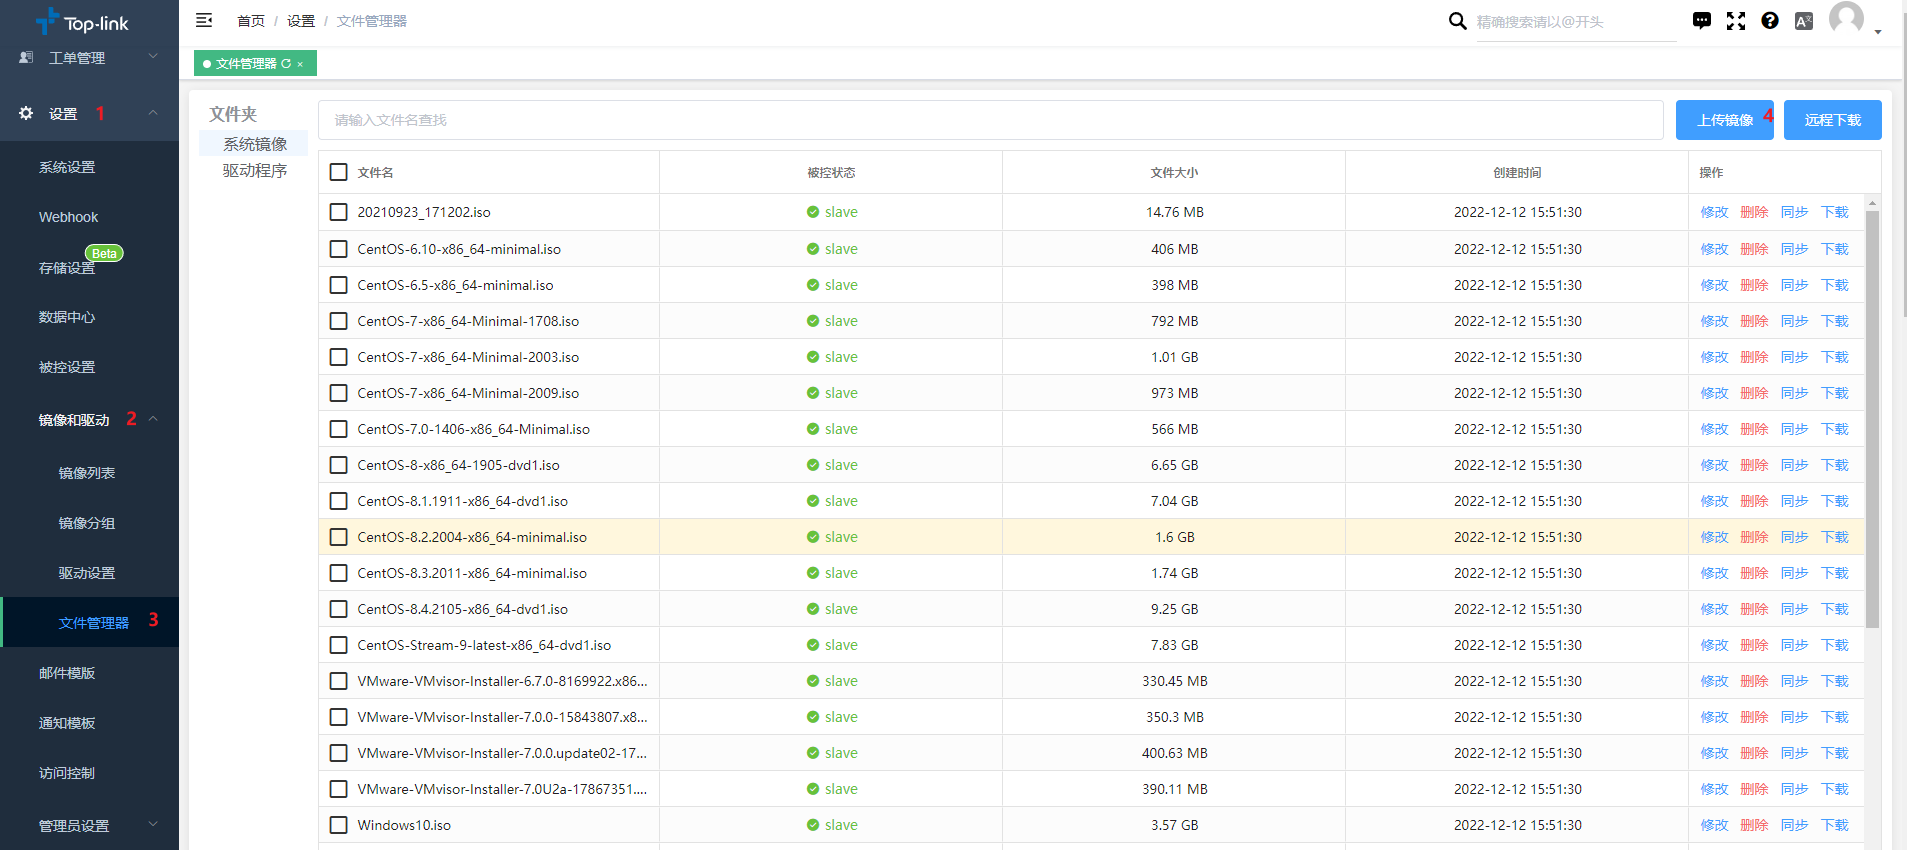 Top-link
工单管理
设置 1
系统设置
Webhook
Beta
存储设置
数据中心
被控设置
镜像和驱动 2
镜像列表
镜像分组
驱动设置
文件管理器 3
邮件模版
通知模板
访问控制
管理员设置
首页 / 设置 / 文件管理器
精确搜索请以@开头
文件管理器 ×
文件夹
系统镜像
驱动程序
请输入文件名查找
上传镜像 4
远程下载
文件名 被控状态 文件大小 创建时间 操作
20210923_171202.iso slave 14.76 MB 2022-12-12 15:51:30 修改 删除 同步 下载
CentOS-6.10-x86_64-minimal.iso slave 406 MB 2022-12-12 15:51:30 修改 删除 同步 下载
CentOS-6.5-x86_64-minimal.iso slave 398 MB 2022-12-12 15:51:30 修改 删除 同步 下载
CentOS-7-x86_64-Minimal-1708.iso slave 792 MB 2022-12-12 15:51:30 修改 删除 同步 下载
CentOS-7-x86_64-Minimal-2003.iso slave 1.01 GB 2022-12-12 15:51:30 修改 删除 同步 下载
CentOS-7-x86_64-Minimal-2009.iso slave 973 MB 2022-12-12 15:51:30 修改 删除 同步 下载
CentOS-7.0-1406-x86_64-Minimal.iso slave 566 MB 2022-12-12 15:51:30 修改 删除 同步 下载
CentOS-8-x86_64-1905-dvd1.iso slave 6.65 GB 2022-12-12 15:51:30 修改 删除 同步 下载
CentOS-8.1.1911-x86_64-dvd1.iso slave 7.04 GB 2022-12-12 15:51:30 修改 删除 同步 下载
CentOS-8.2.2004-x86_64-minimal.iso slave 1.6 GB 2022-12-12 15:51:30 修改 删除 同步 下载
CentOS-8.3.2011-x86_64-minimal.iso slave 1.74 GB 2022-12-12 15:51:30 修改 删除 同步 下载
CentOS-8.4.2105-x86_64-dvd1.iso slave 9.25 GB 2022-12-12 15:51:30 修改 删除 同步 下载
CentOS-Stream-9-latest-x86_64-dvd1.iso slave 7.83 GB 2022-12-12 15:51:30 修改 删除 同步 下载
VMware-VMvisor-Installer-6.7.0-8169922.x86... slave 330.45 MB 2022-12-12 15:51:30 修改 删除 同步 下载
VMware-VMvisor-Installer-7.0.0-15843807.x8... slave 350.3 MB 2022-12-12 15:51:30 修改 删除 同步 下载
VMware-VMvisor-Installer-7.0.0.update02-17... slave 400.63 MB 2022-12-12 15:51:30 修改 删除 同步 下载
VMware-VMvisor-Installer-7.0U2a-17867351.... slave 390.11 MB 2022-12-12 15:51:30 修改 删除 同步 下载
Windows10.iso slave 3.57 GB 2022-12-12 15:51:30 修改 删除 同步 下载